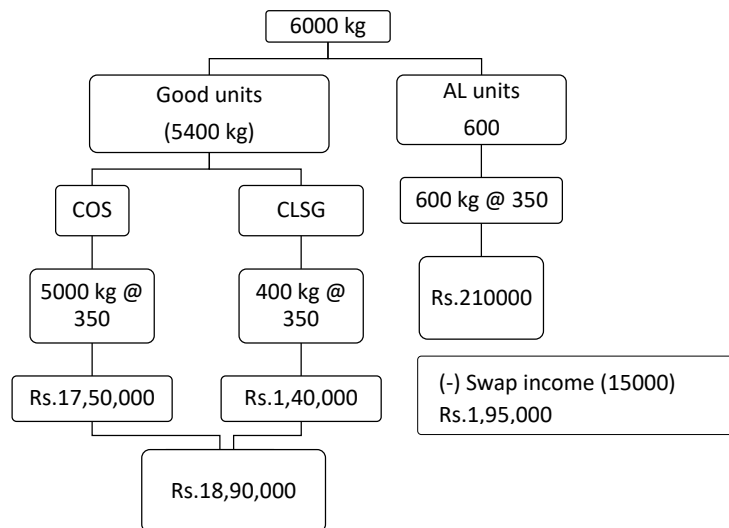 6000 kg
Good units
(5400 kg)
AL units
600
COS
CLSG
600 kg @ 350
5000 kg @
350
400 kg @
350
Rs.210000
Rs.17,50,000
Rs.1,40,000
(-) Swap income (15000)
Rs.1,95,000
Rs.18,90,000